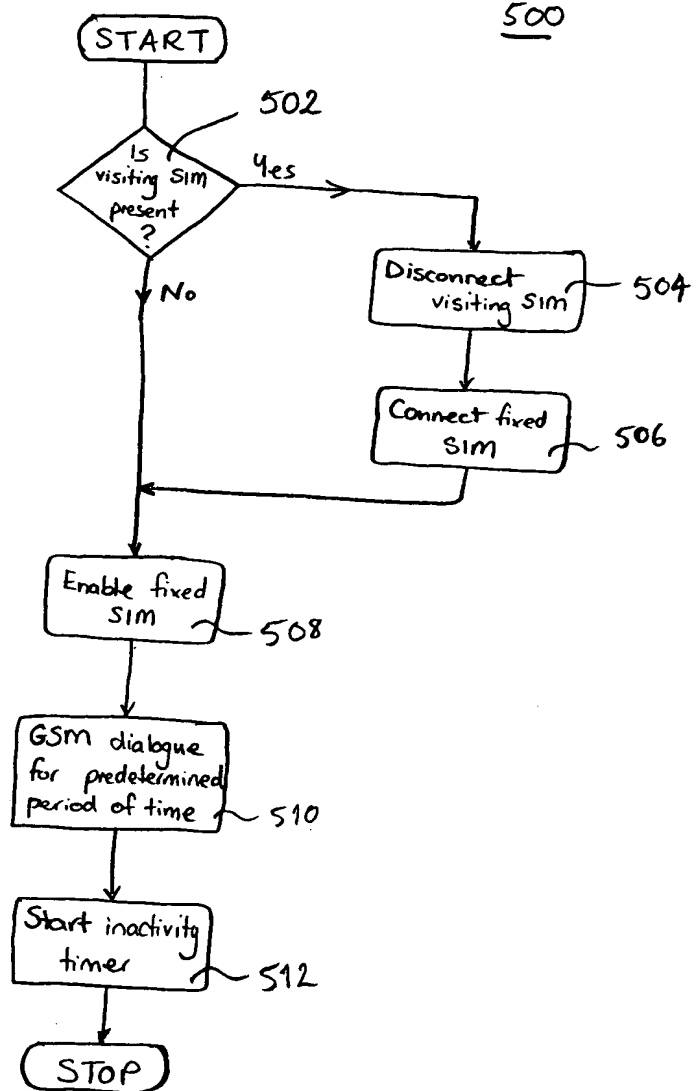 500
START
502
Is
visiting SIM
present
?
Yes
No
Disconnect
visiting SIM
504
Connect fixed
SIM
506
Enable fixed
SIM
508
GSM dialogue
for predetermined
period of time
510
Start inactivity
timer
512
STOP